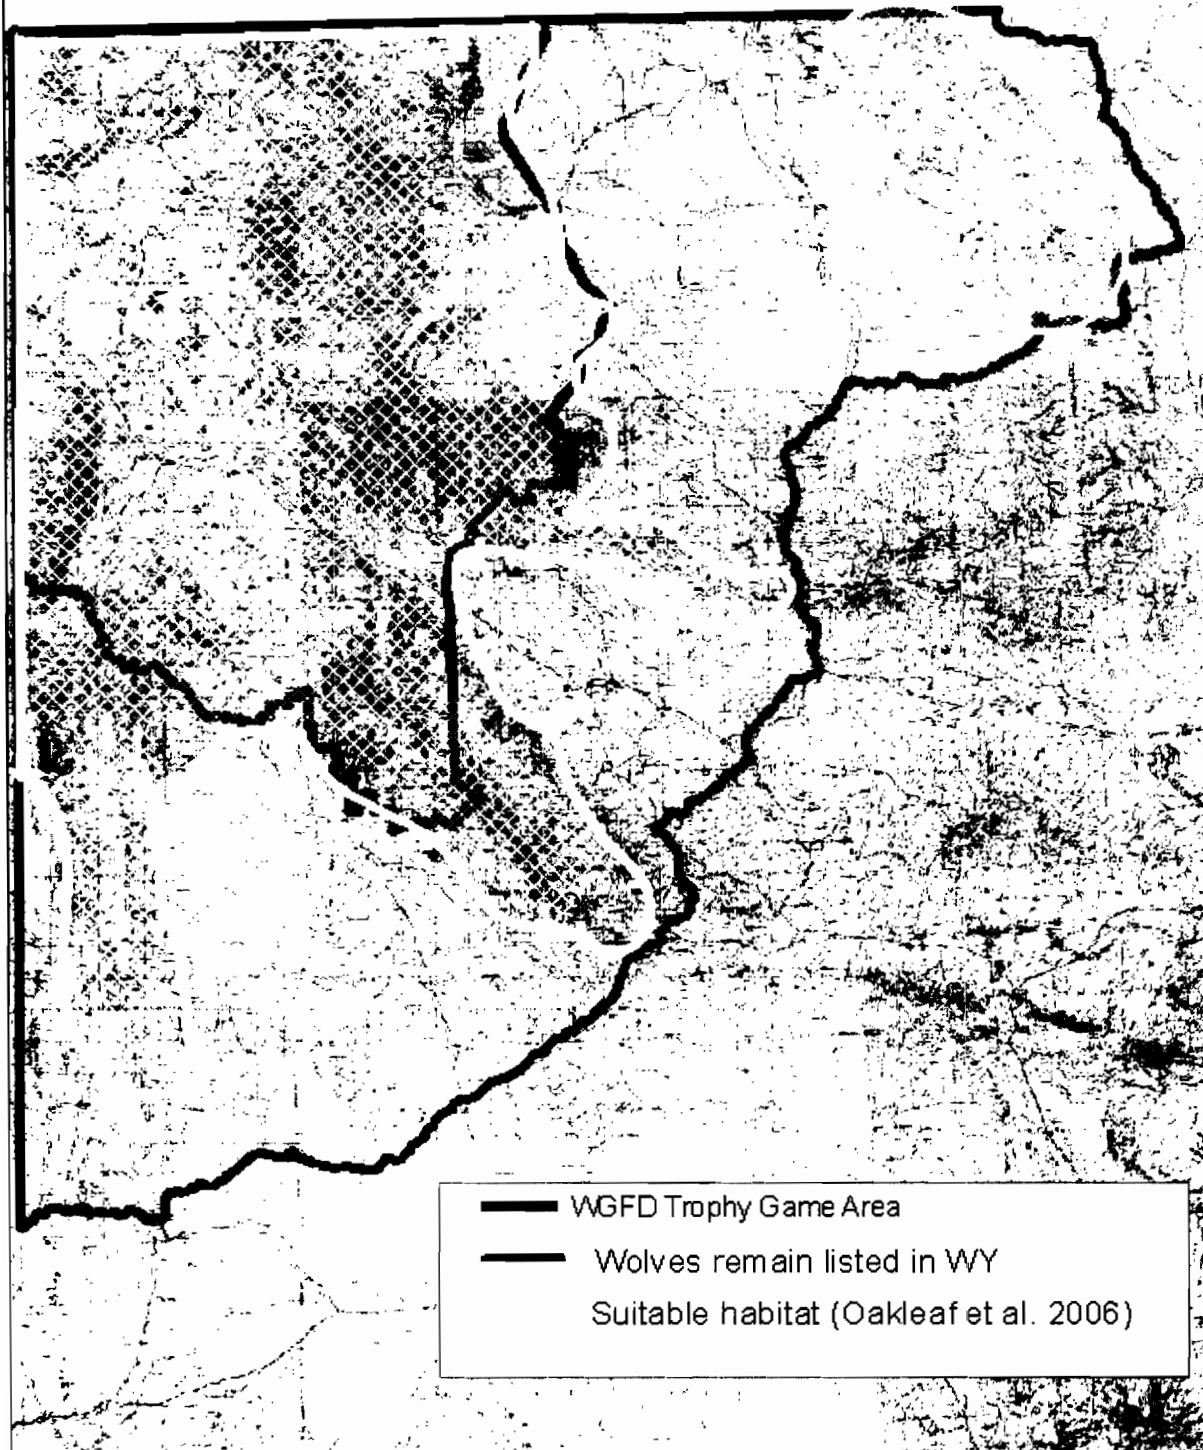 WGFD Trophy Game Area
Wolves remain listed in WY
Suitable habitat (Oakleaf et al. 2006)